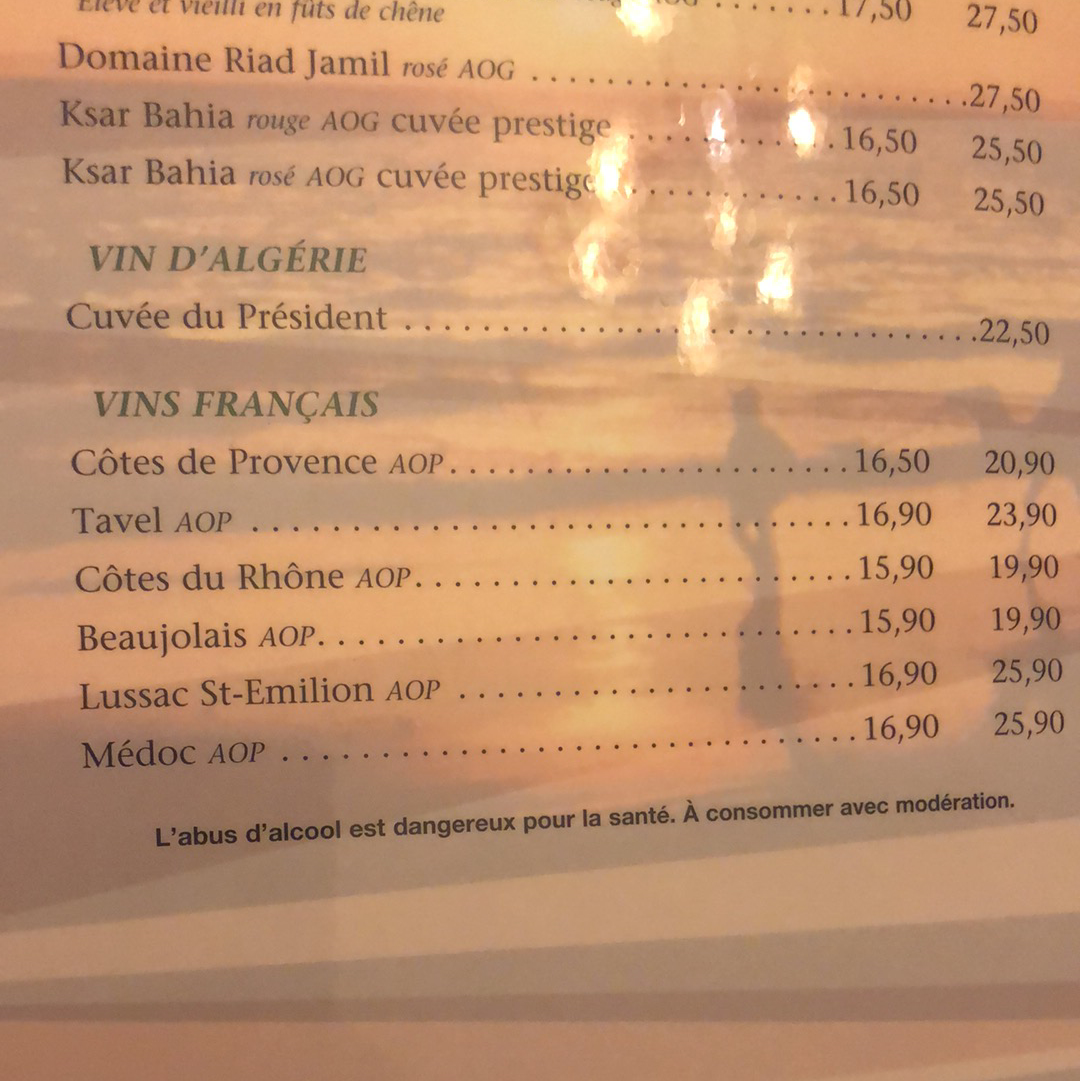 Élevé et vieilli en fûts de chêne ....... 17,50 27,50
Domaine Riad Jamil rosé AOG ........................27,50
Ksar Bahia rouge AOG cuvée prestige ............16,50 25,50
Ksar Bahia rosé AOG cuvée prestige ............16,50 25,50
VIN D'ALGÉRIE
Cuvée du Président ..............................22,50
VINS FRANÇAIS
Côtes de Provence AOP......................16,50 20,90
Tavel AOP ................................16,90 23,90
Côtes du Rhône AOP........................15,90 19,90
Beaujolais AOP.............................15,90 19,90
Lussac St-Emilion AOP .....................16,90 25,90
Médoc AOP ...............................16,90 25,90
L'abus d'alcool est dangereux pour la santé. À consommer avec modération.